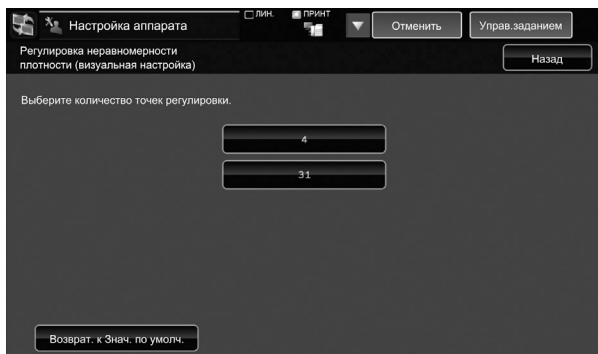 Настройка аппарата
ЛИН.
ПРИНТ
Отменить
Управ.заданием
Регулировка неравномерности
плотности (визуальная настройка)
Назад
Выберите количество точек регулировки.
4
31
Возврат. к Знач. по умолч.